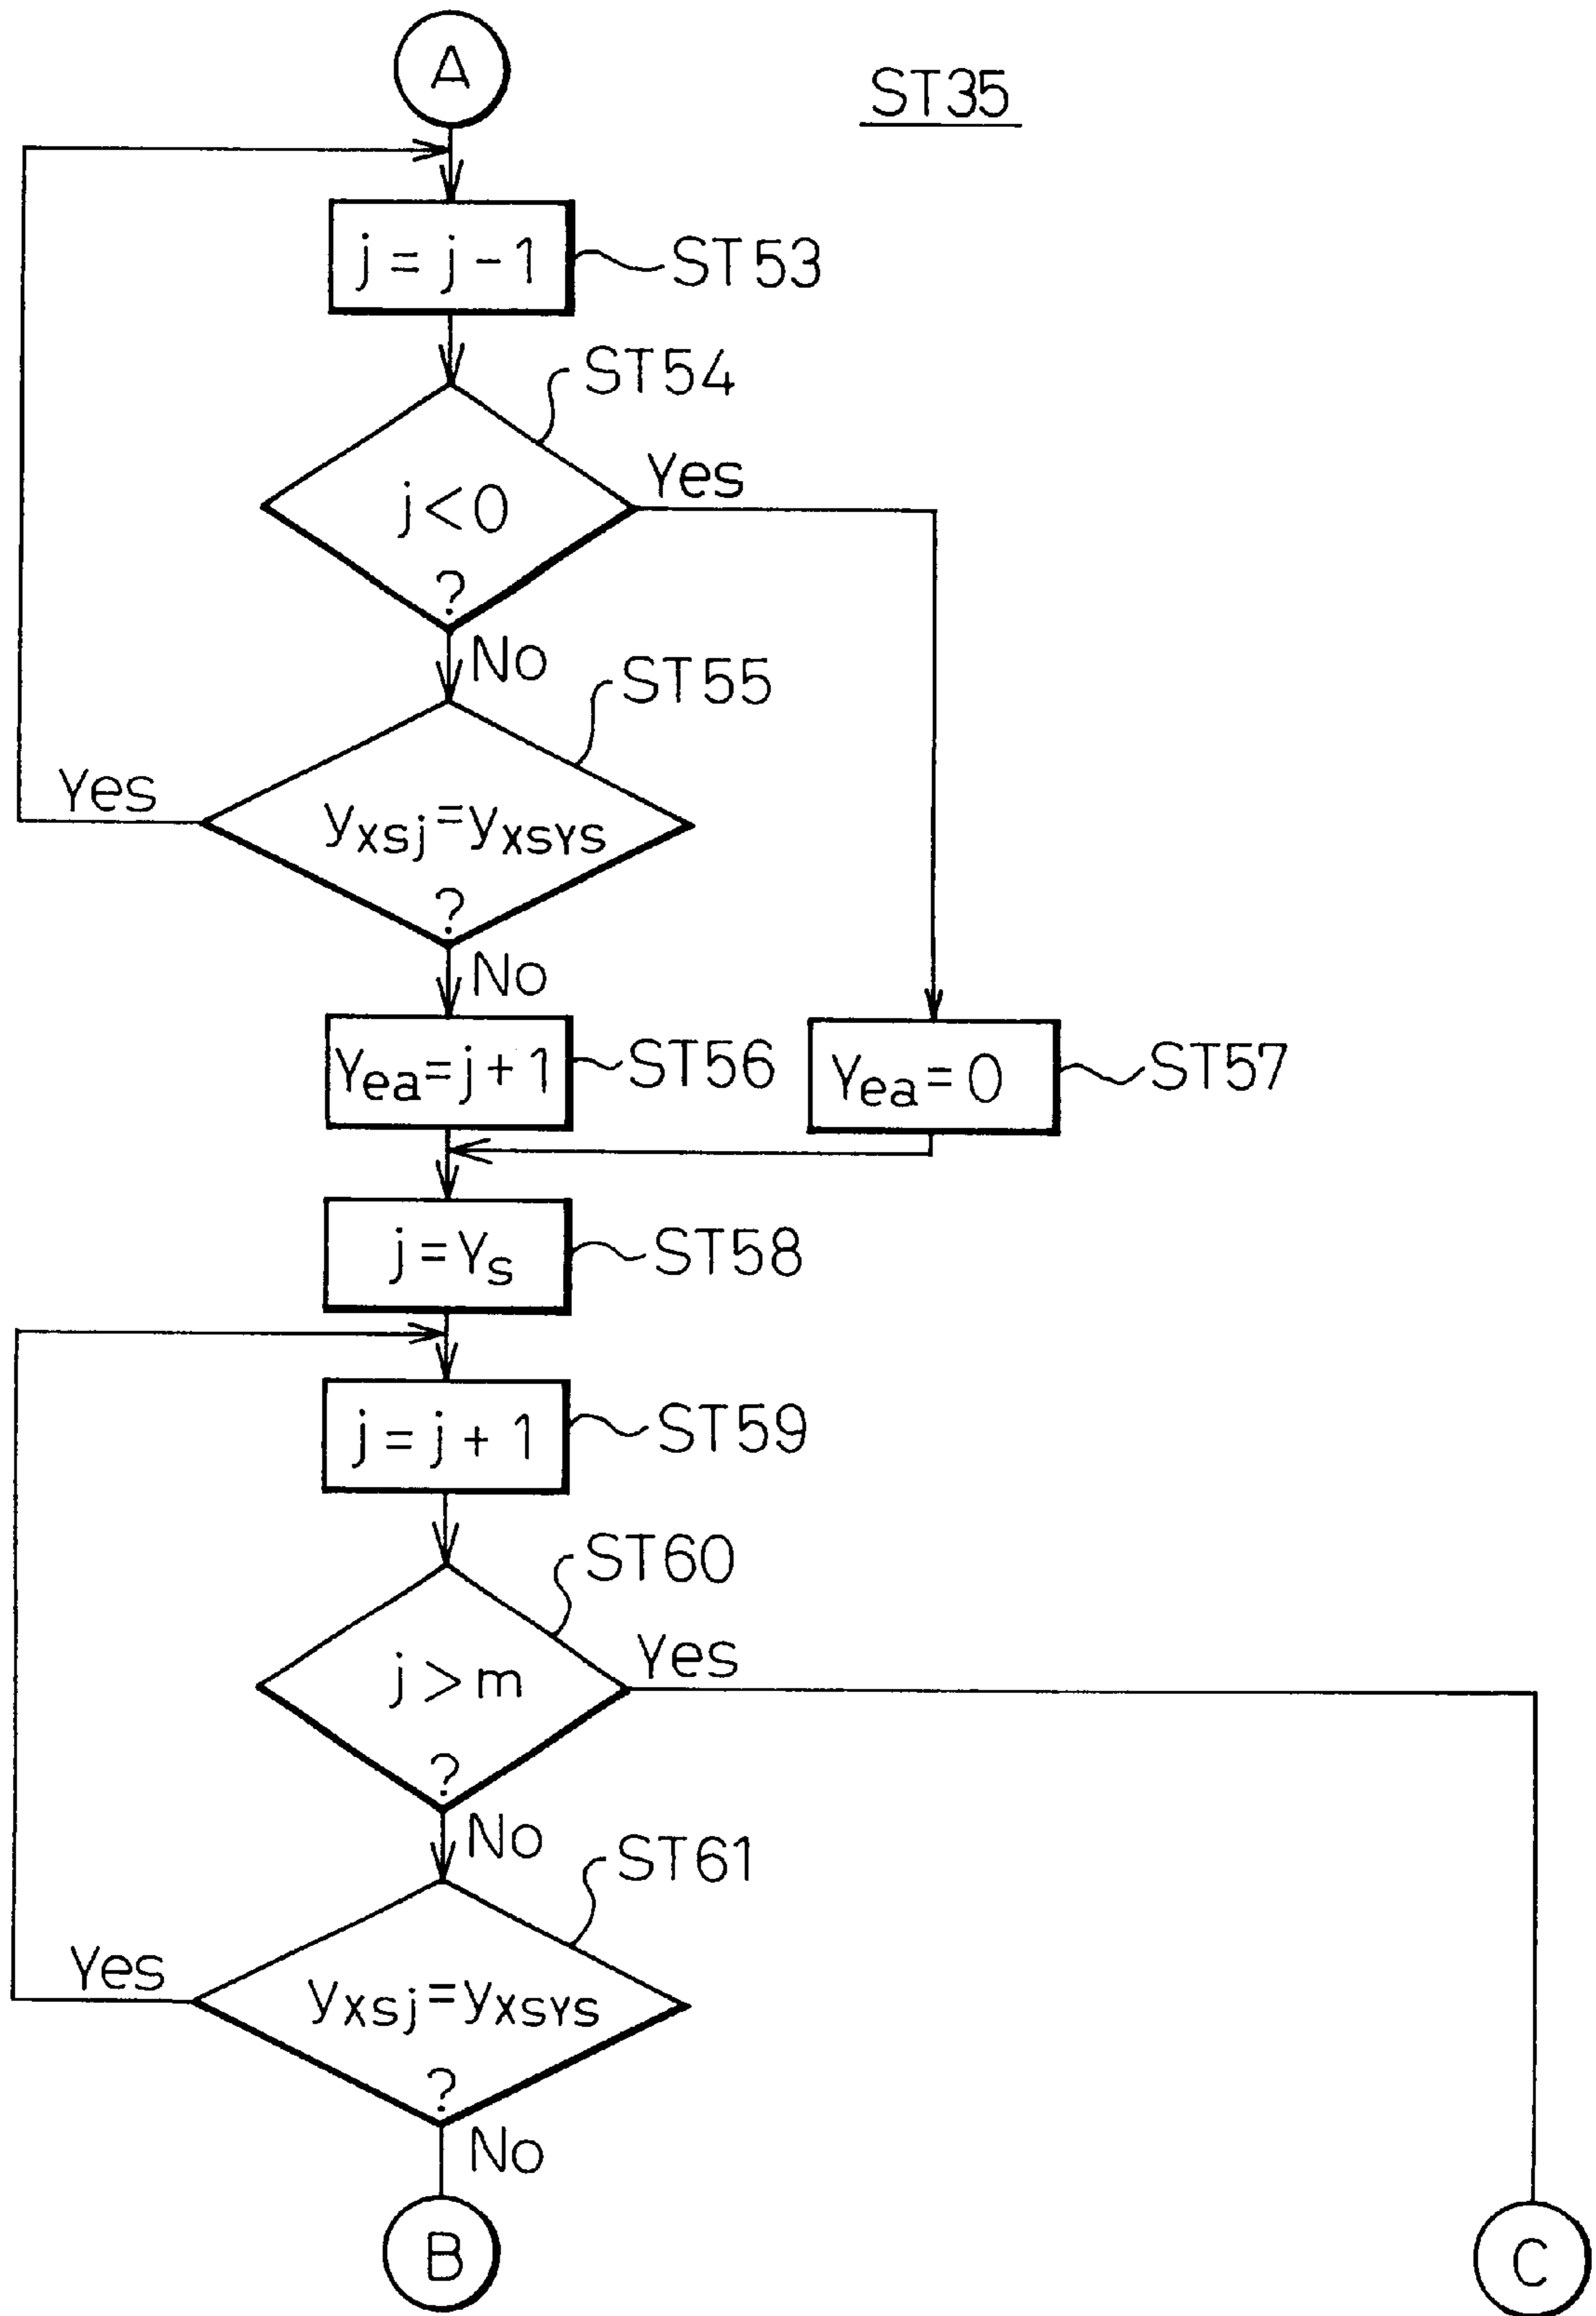 A
ST35
j = j - 1
ST53
ST54
j < 0
?
Yes
No
ST55
Yes
yxsj = yxsYs
?
No
Yea = j + 1
ST56
Yea = 0
ST57
j = Ys
ST58
j = j + 1
ST59
ST60
j > m
?
Yes
No
ST61
Yes
yxsj = yxsYs
?
No
B
C